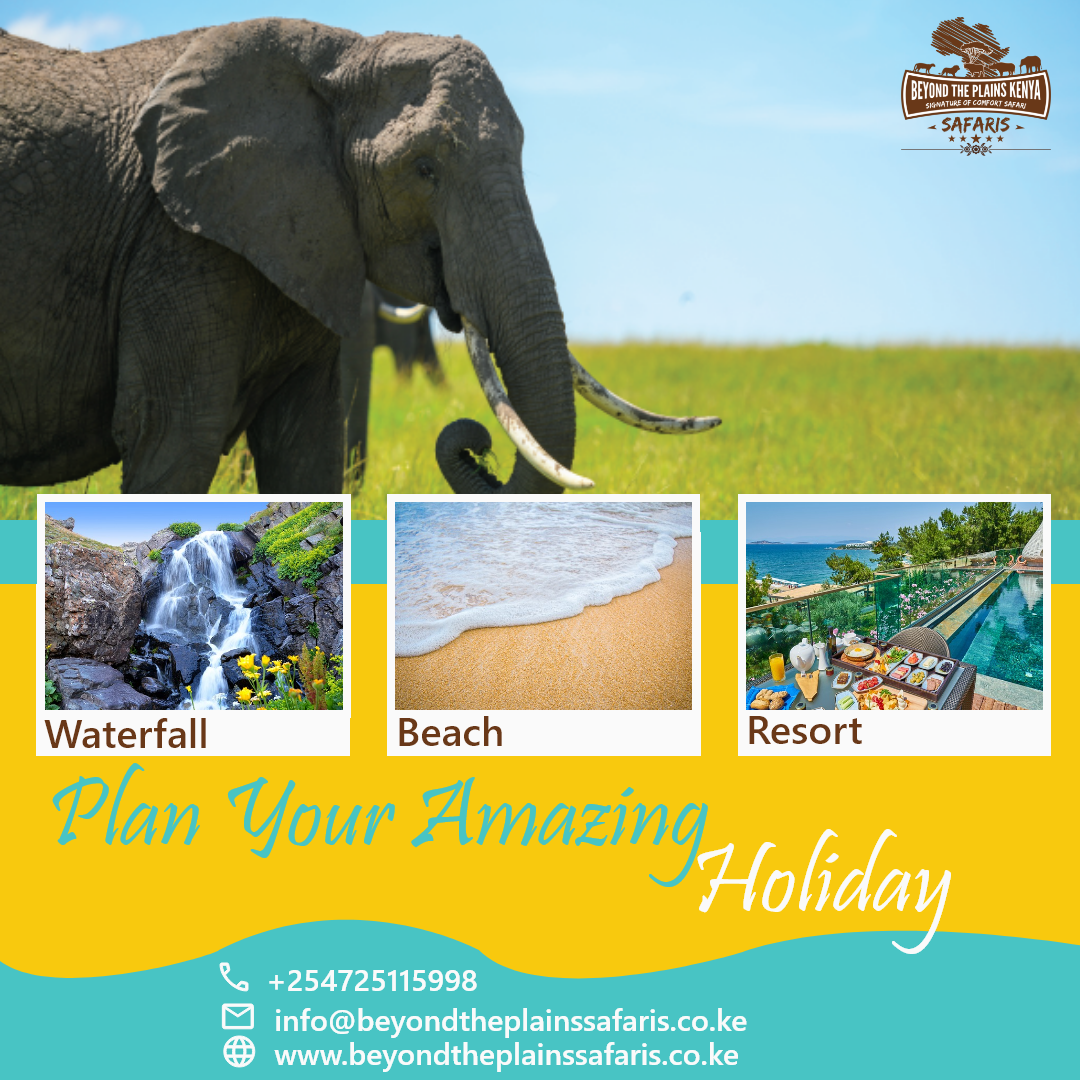 BEYOND THE PLAINS KENYA
SIGNATURE OF COMFORT SAFARI
SAFARIS
Waterfall
Beach
Resort
Plan Your Amazing
Holiday
+254725115998
info@beyondtheplainssafaris.co.ke
www.beyondtheplainssafaris.co.ke